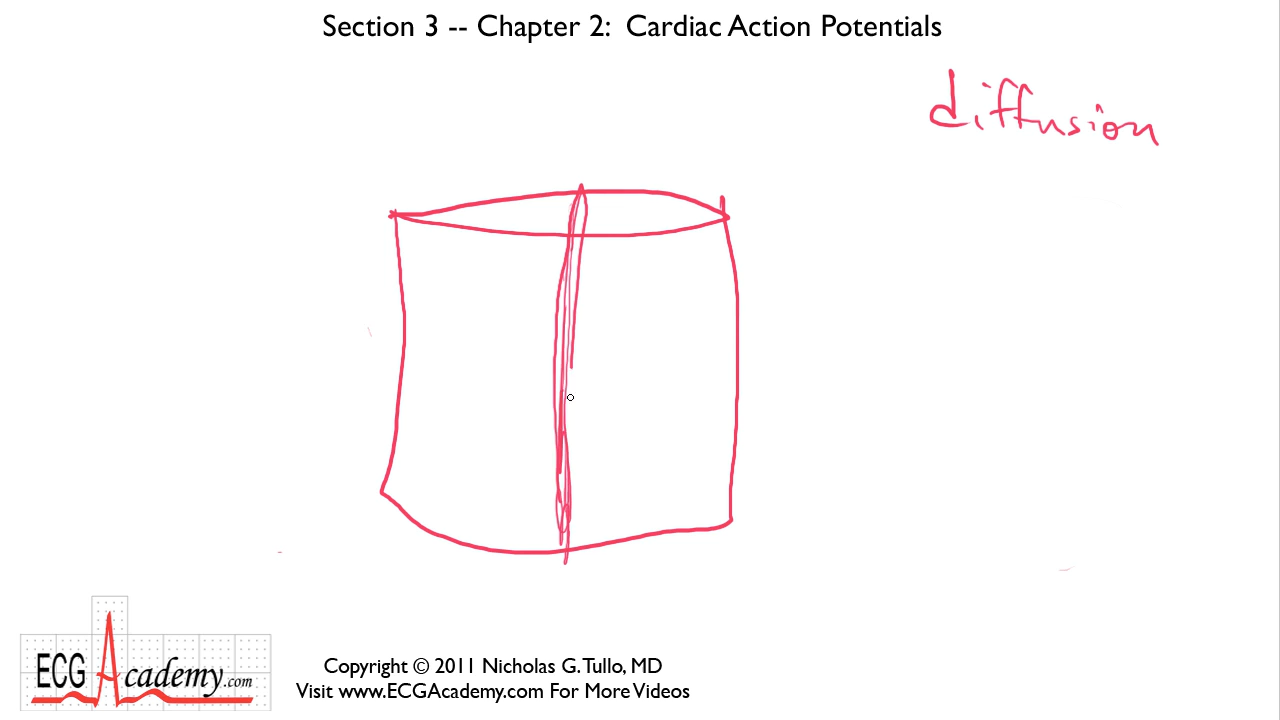 Section 3 -- Chapter 2:  Cardiac Action Potentials
diffusion
ECG Academy.com
Copyright © 2011 Nicholas G. Tullo, MD
Visit www.ECGAcademy.com For More Videos